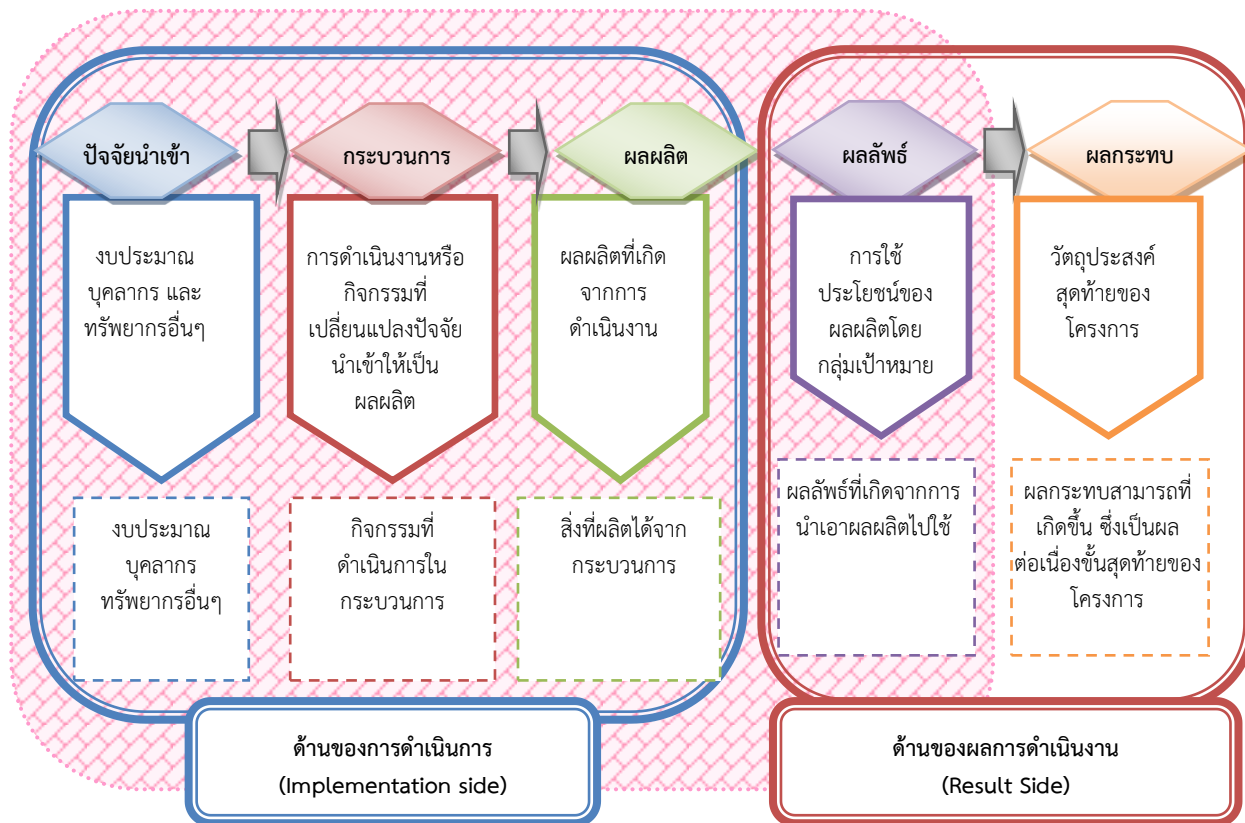 ปัจจัยนำเข้า
กระบวนการ
ผลผลิต
ผลลัพธ์
ผลกระทบ
งบประมาณ
บุคลากร และ
ทรัพยากรอื่นๆ
การดำเนินงานหรือ
กิจกรรมที่
เปลี่ยนแปลงปัจจัย
นำเข้าให้เป็น
ผลผลิต
ผลผลิตที่เกิด
จากการ
ดำเนินงาน
การใช้
ประโยชน์ของ
ผลผลิตโดย
กลุ่มเป้าหมาย
วัตถุประสงค์
สุดท้ายของ
โครงการ
งบประมาณ
บุคลากร
ทรัพยากรอื่นๆ
กิจกรรมที่
ดำเนินการใน
กระบวนการ
สิ่งที่ผลิตได้จาก
กระบวนการ
ผลลัพธ์ที่เกิดจากการ
นำเอาผลผลิตไปใช้
ผลกระทบสามารถที่
เกิดขึ้น ซึ่งเป็นผล
ต่อเนื่องขั้นสุดท้ายของ
โครงการ
ด้านของการดำเนินการ
(Implementation side)
ด้านของผลการดำเนินงาน
(Result Side)